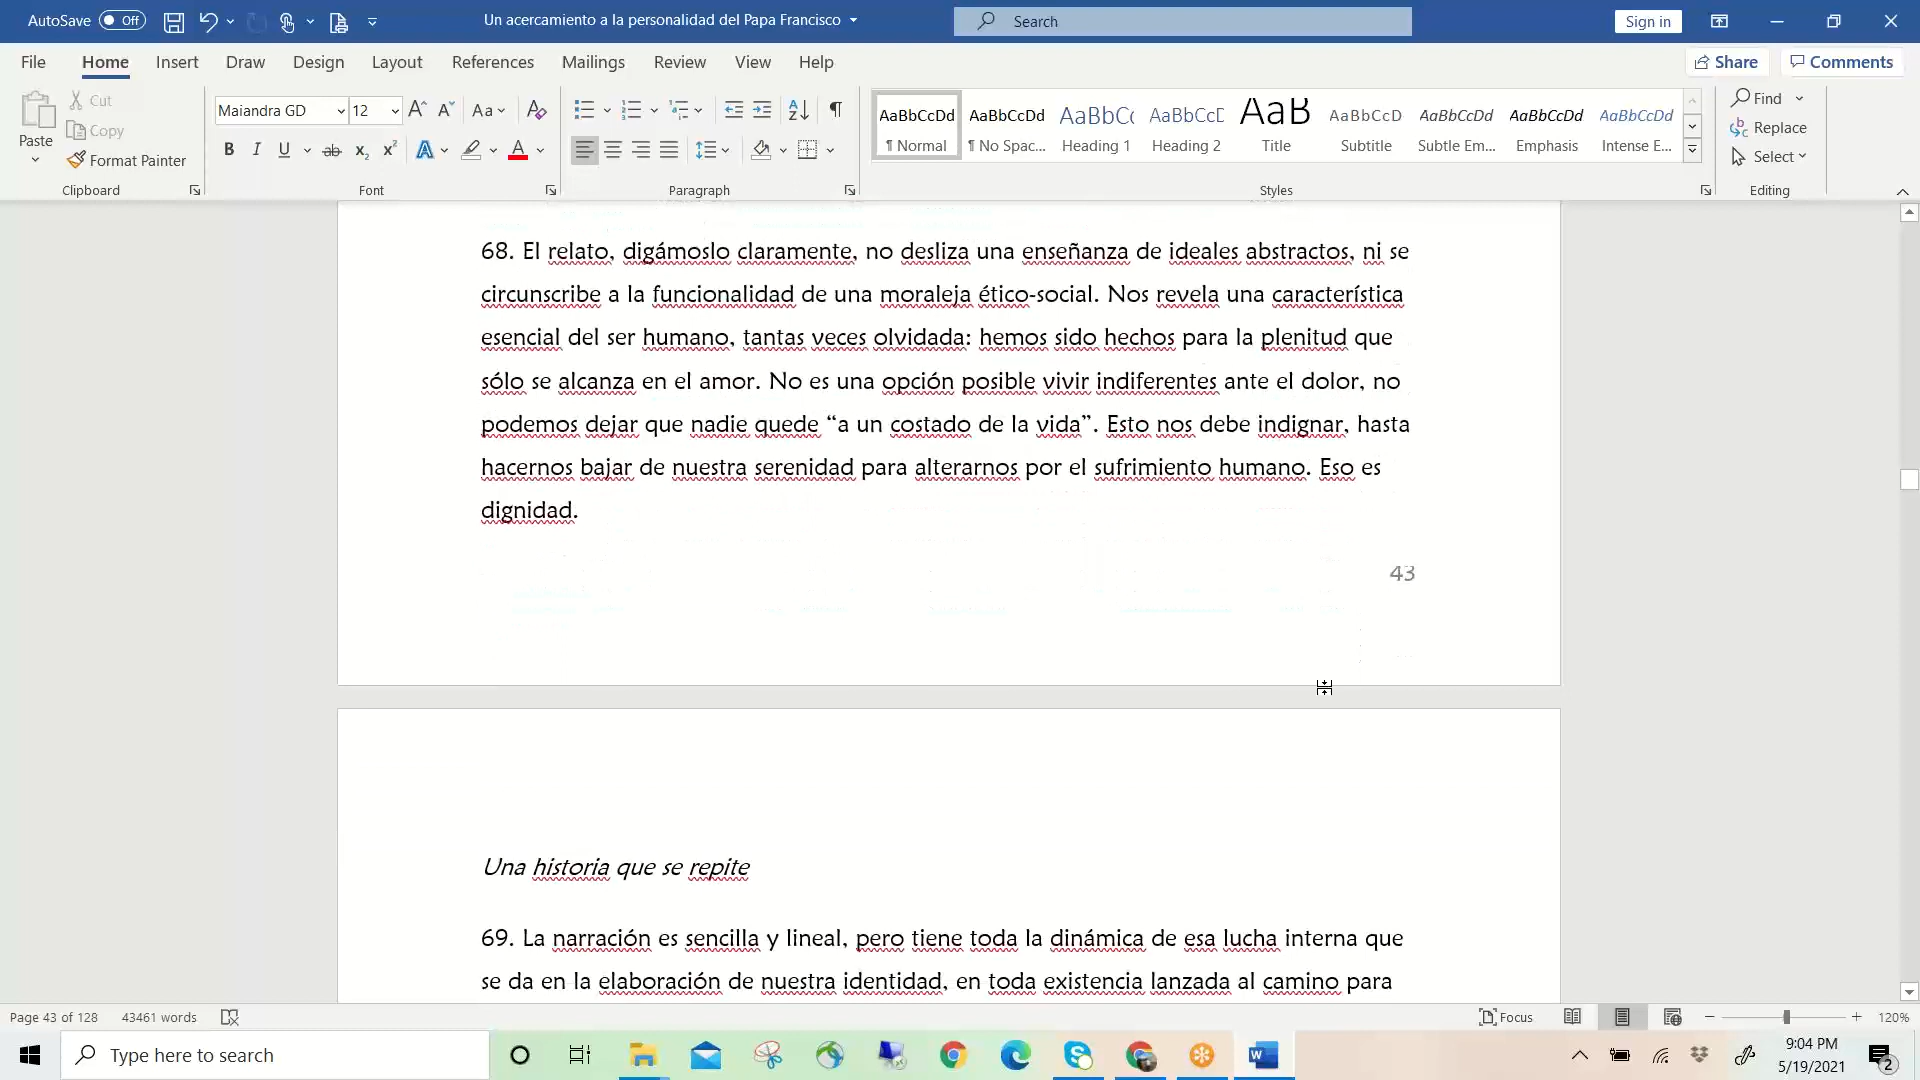 AutoSave Off
Un acercamiento a la personalidad del Papa Francisco
Search
Sign in
File Home Insert Draw Design Layout References Mailings Review View Help
Share Comments
Paste
Cut
Copy
Format Painter
Clipboard
Maiandra GD 12
Font
Paragraph
AaBbCcDd ¶ Normal
AaBbCcDd ¶ No Spac...
AaBbCc Heading 1
AaBbCcD Heading 2
AaB Title
AaBbCcD Subtitle
AaBbCcDd Subtle Em...
AaBbCcDd Emphasis
AaBbCcDd Intense E...
Styles
Find
Replace
Select
Editing
68. El relato, digámoslo claramente, no desliza una enseñanza de ideales abstractos, ni se
circunscribe a la funcionalidad de una moraleja ético-social. Nos revela una característica
esencial del ser humano, tantas veces olvidada: hemos sido hechos para la plenitud que
sólo se alcanza en el amor. No es una opción posible vivir indiferentes ante el dolor, no
podemos dejar que nadie quede “a un costado de la vida”. Esto nos debe indignar, hasta
hacernos bajar de nuestra serenidad para alterarnos por el sufrimiento humano. Eso es
dignidad.
43
Una historia que se repite
69. La narración es sencilla y lineal, pero tiene toda la dinámica de esa lucha interna que
se da en la elaboración de nuestra identidad, en toda existencia lanzada al camino para
Page 43 of 128 43461 words
Focus
120%
Type here to search
9:04 PM
5/19/2021
2